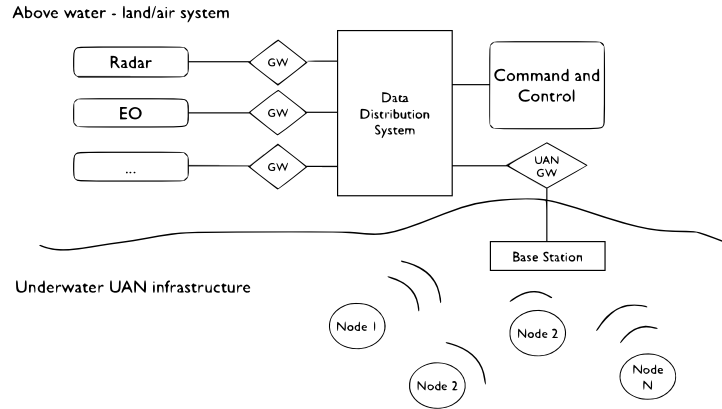 Above water - land/air system
Radar
GW
EO
GW
...
GW
Data
Distribution
System
Command and
Control
UAN
GW
Base Station
Underwater UAN infrastructure
Node 1
Node 2
Node 2
Node
N